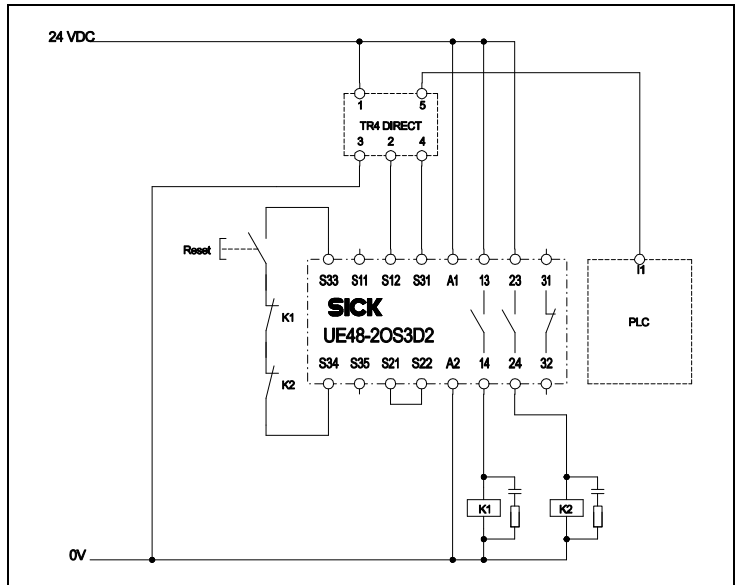 24 VDC
1 5
TR4 DIRECT
3 2 4
Reset
S33 S11 S12 S31 A1 13 23 31
I1
K1
SICK
UE48-2OS3D2
PLC
S34 S35 S21 S22 A2 14 24 32
K2
K1 K2
0V